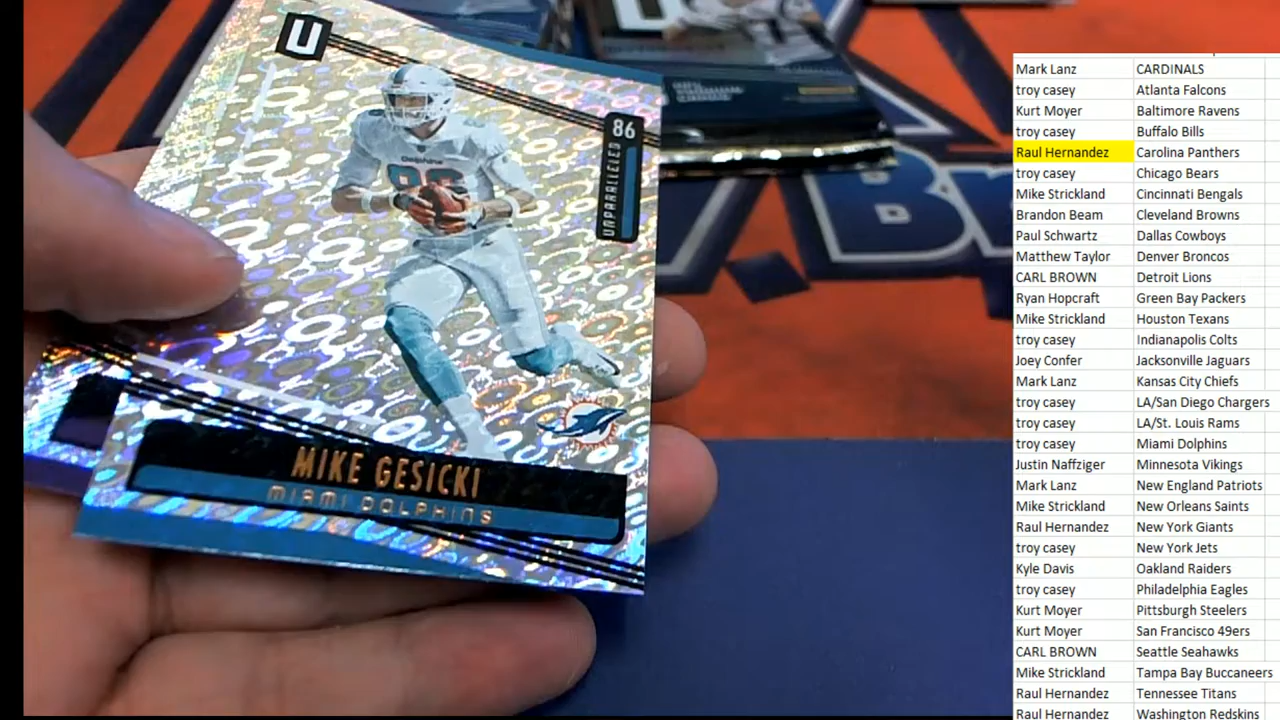 U
86
UNPARALLELED
Dolphins
86
MIKE GESICKI
MIAMI DOLPHINS
Br
Mark Lanz CARDINALS
troy casey Atlanta Falcons
Kurt Moyer Baltimore Ravens
troy casey Buffalo Bills
Raul Hernandez Carolina Panthers
troy casey Chicago Bears
Mike Strickland Cincinnati Bengals
Brandon Beam Cleveland Browns
Paul Schwartz Dallas Cowboys
Matthew Taylor Denver Broncos
CARL BROWN Detroit Lions
Ryan Hopcraft Green Bay Packers
Mike Strickland Houston Texans
troy casey Indianapolis Colts
Joey Confer Jacksonville Jaguars
Mark Lanz Kansas City Chiefs
troy casey LA/San Diego Chargers
troy casey LA/St. Louis Rams
troy casey Miami Dolphins
Justin Naffziger Minnesota Vikings
Mark Lanz New England Patriots
Mike Strickland New Orleans Saints
Raul Hernandez New York Giants
troy casey New York Jets
Kyle Davis Oakland Raiders
troy casey Philadelphia Eagles
Kurt Moyer Pittsburgh Steelers
Kurt Moyer San Francisco 49ers
CARL BROWN Seattle Seahawks
Mike Strickland Tampa Bay Buccaneers
Raul Hernandez Tennessee Titans
Raul Hernandez Washington Redskins